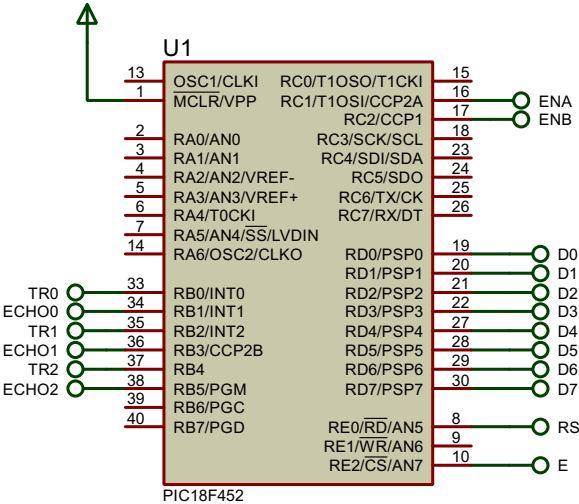 U1
13 OSC1/CLKI RC0/T1OSO/T1CKI 15
1 MCLR/VPP RC1/T1OSI/CCP2A 16 ENA
RC2/CCP1 17 ENB
2 RA0/AN0 RC3/SCK/SCL 18
3 RA1/AN1 RC4/SDI/SDA 23
4 RA2/AN2/VREF- RC5/SDO 24
5 RA3/AN3/VREF+ RC6/TX/CK 25
6 RA4/T0CKI RC7/RX/DT 26
7 RA5/AN4/SS/LVDIN
14 RA6/OSC2/CLKO RD0/PSP0 19 D0
RD1/PSP1 20 D1
TR0 33 RB0/INT0 RD2/PSP2 21 D2
ECHO0 34 RB1/INT1 RD3/PSP3 22 D3
TR1 35 RB2/INT2 RD4/PSP4 27 D4
ECHO1 36 RB3/CCP2B RD5/PSP5 28 D5
TR2 37 RB4 RD6/PSP6 29 D6
ECHO2 38 RB5/PGM RD7/PSP7 30 D7
39 RB6/PGC
40 RB7/PGD RE0/RD/AN5 8 RS
RE1/WR/AN6 9
RE2/CS/AN7 10 E
PIC18F452